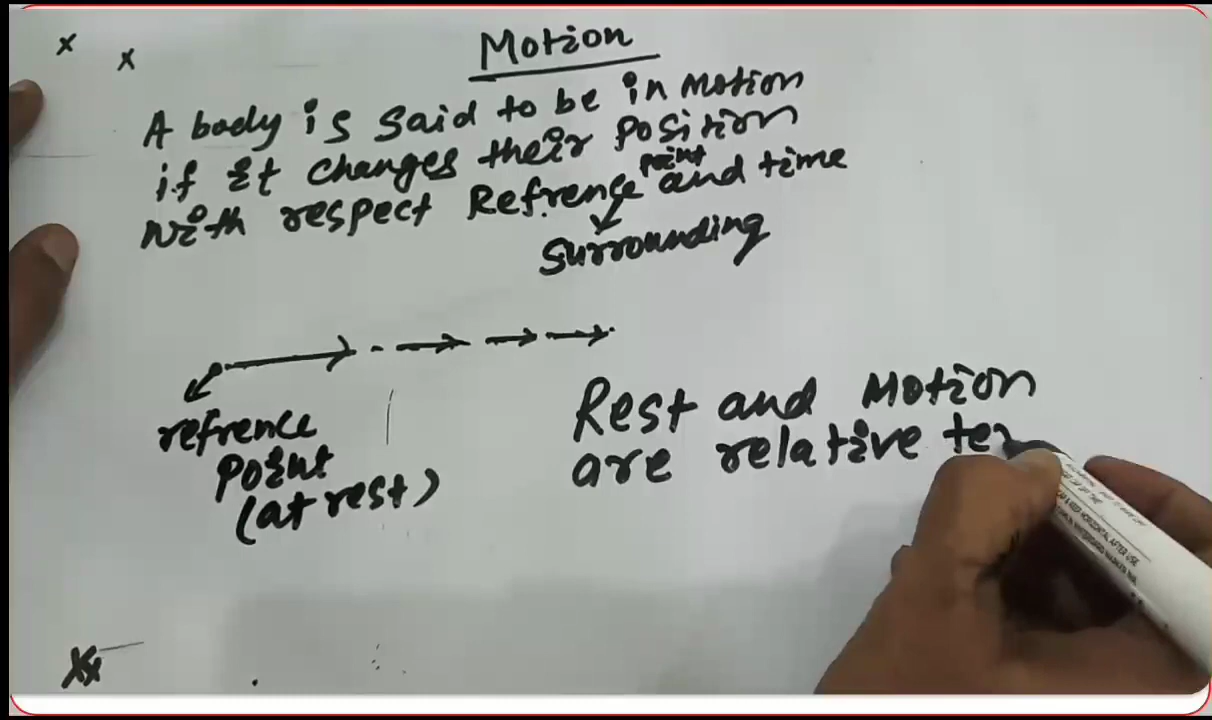 Motion
A body is said to be in motion
if it changes their position
with respect Refrence point and time
surrounding
refrence
point
(at rest)
Rest and Motion
are relative ter